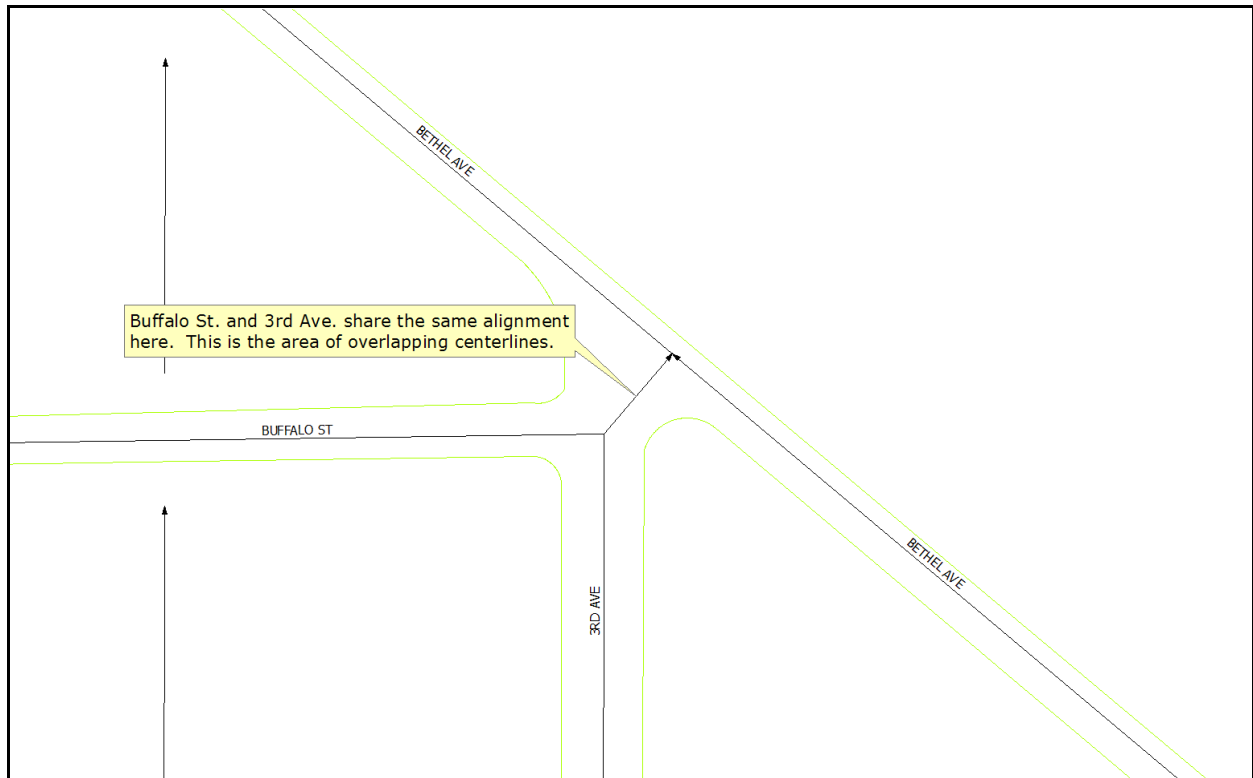 BETHEL AVE
Buffalo St. and 3rd Ave. share the same alignment
here. This is the area of overlapping centerlines.
BUFFALO ST
BETHEL AVE
3RD AVE